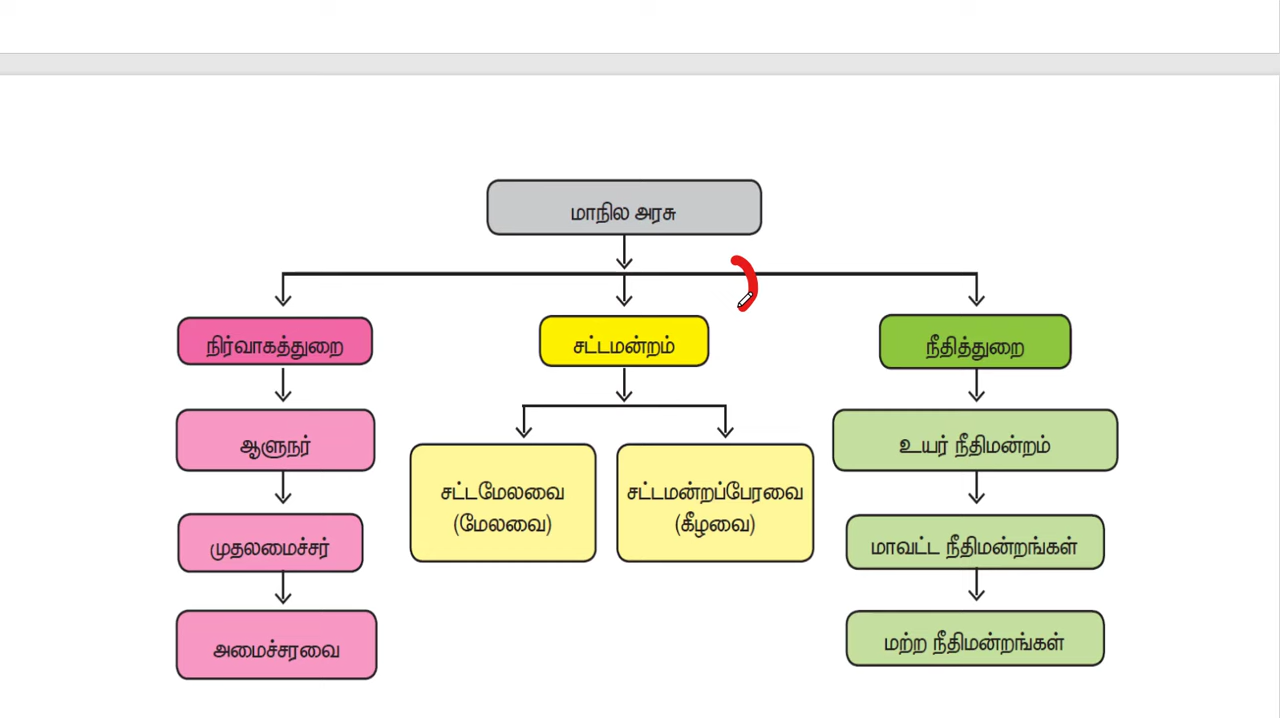 மாநில அரசு
நிர்வாகத்துறை
சட்டமன்றம்
நீதித்துறை
ஆளுநர்
உயர் நீதிமன்றம்
சட்டமேலவை
(மேலவை)
சட்டமன்றப்பேரவை
(கீழவை)
முதலமைச்சர்
மாவட்ட நீதிமன்றங்கள்
அமைச்சரவை
மற்ற நீதிமன்றங்கள்